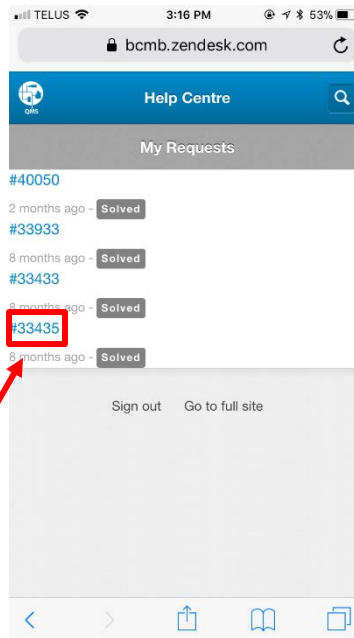 TELUS 3:16 PM 53%
bcmb.zendesk.com
QMS Help Centre
My Requests
#40050
2 months ago - Solved
#33933
8 months ago - Solved
#33433
8 months ago - Solved
#33435
8 months ago - Solved
Sign out Go to full site